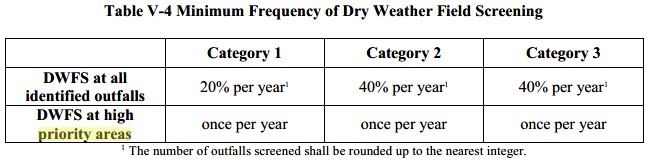 Table V-4 Minimum Frequency of Dry Weather Field Screening
Category 1 Category 2 Category 3
DWFS at all identified outfalls 20% per year¹ 40% per year¹ 40% per year¹
DWFS at high priority areas once per year once per year once per year
¹ The number of outfalls screened shall be rounded up to the nearest integer.